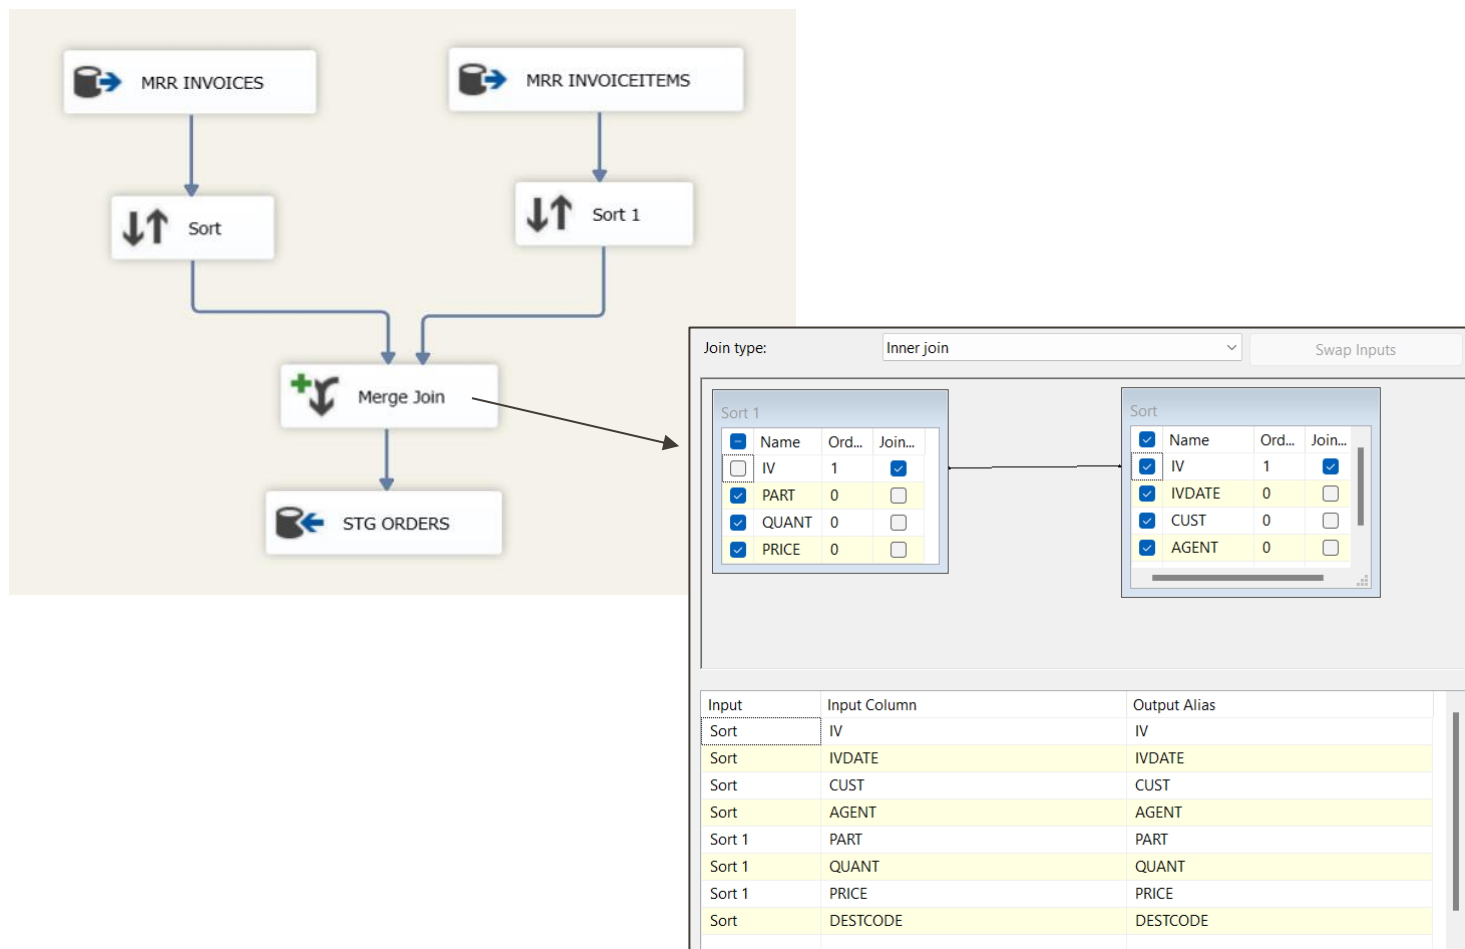 MRR INVOICES
MRR INVOICEITEMS
Sort
Sort 1
Merge Join
STG ORDERS
Join type:
Inner join
Swap Inputs
Sort 1
Name Ord... Join...
IV 1
PART 0
QUANT 0
PRICE 0
Sort
Name Ord... Join...
IV 1
IVDATE 0
CUST 0
AGENT 0
Input Input Column Output Alias
Sort IV IV
Sort IVDATE IVDATE
Sort CUST CUST
Sort AGENT AGENT
Sort 1 PART PART
Sort 1 QUANT QUANT
Sort 1 PRICE PRICE
Sort DESTCODE DESTCODE